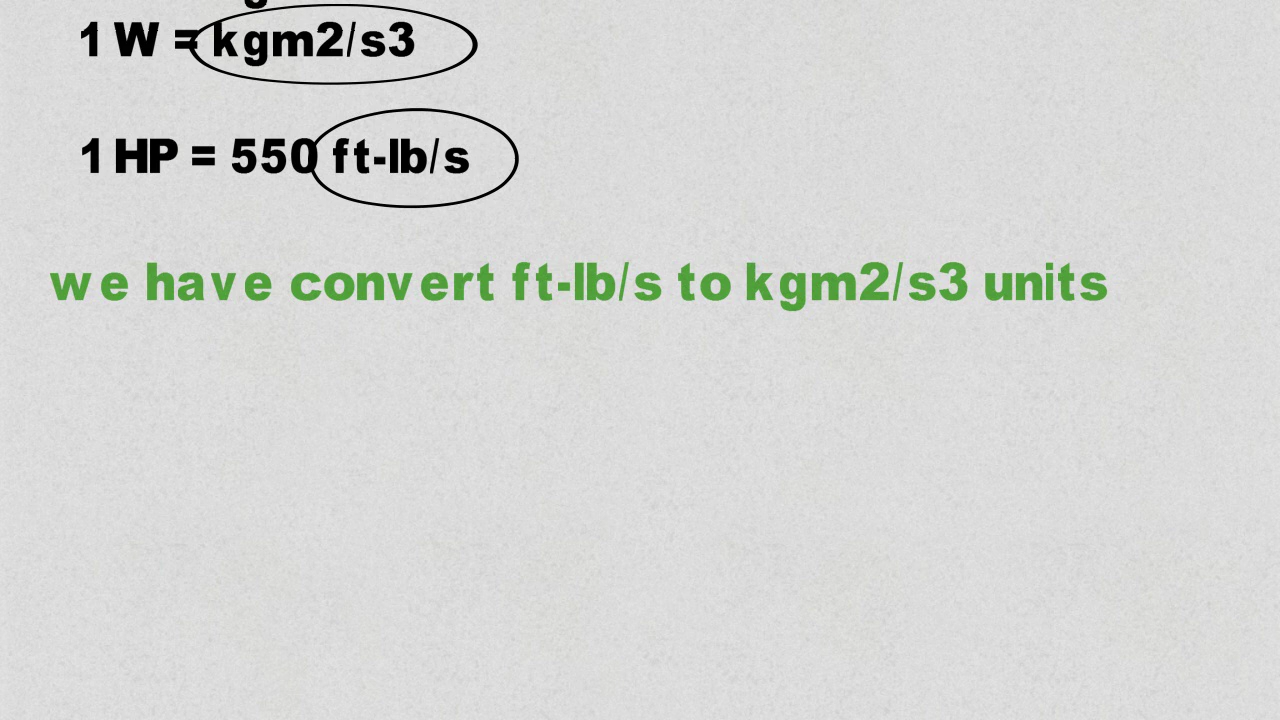 1 W = kgm2/s3
1 HP = 550 ft-lb/s
we have convert ft-lb/s to kgm2/s3 units